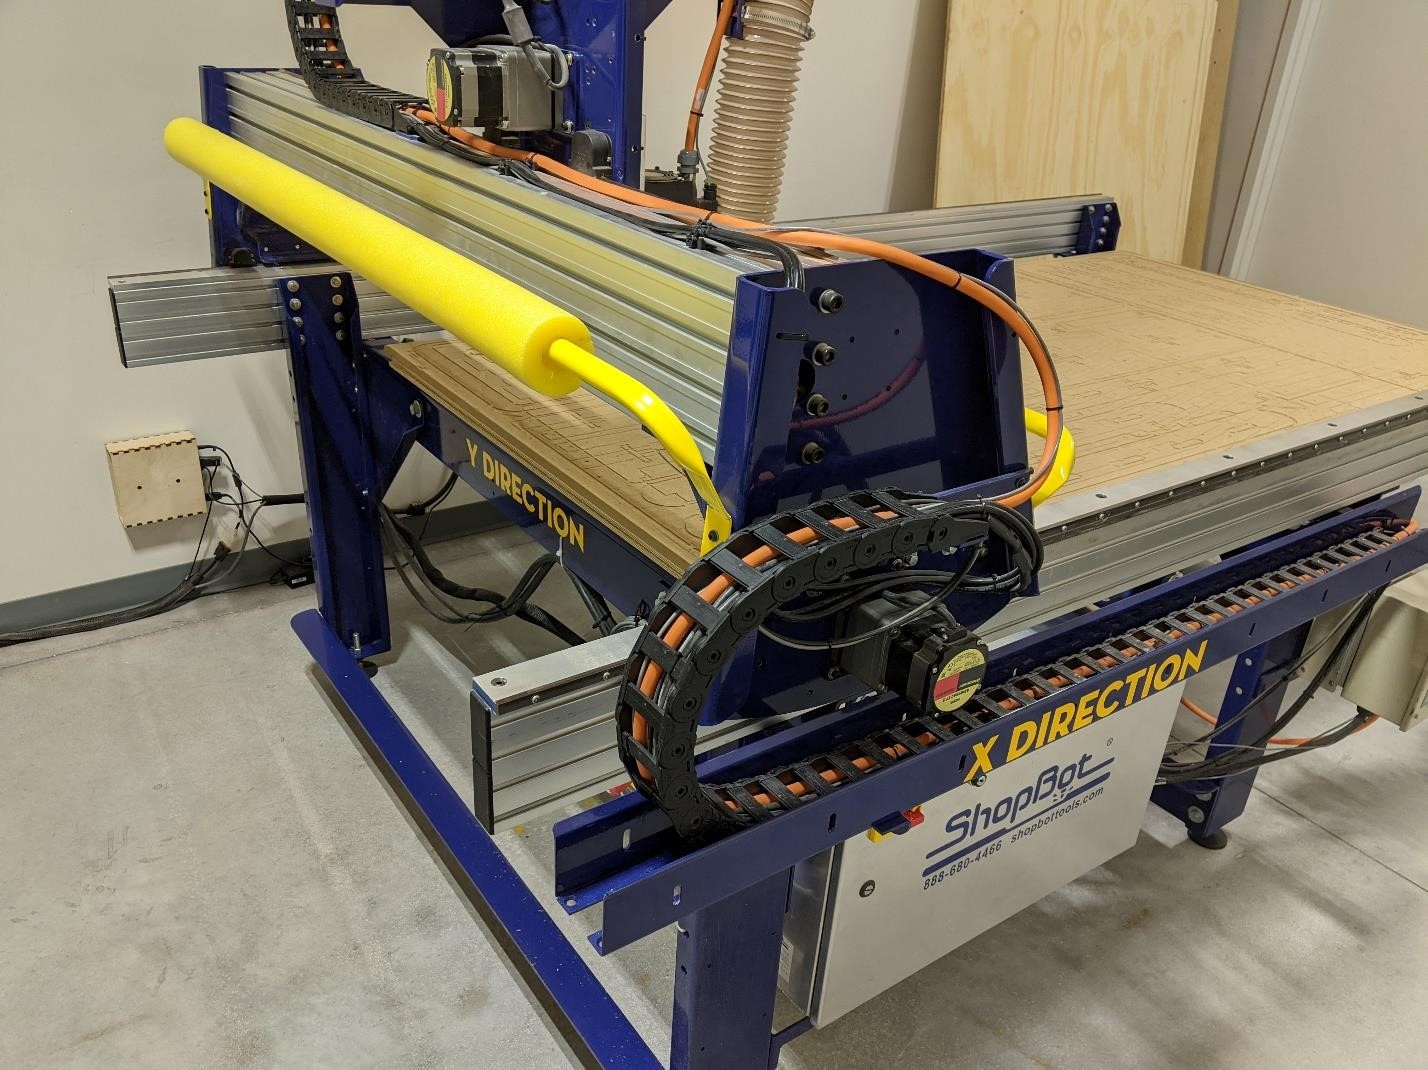 Y DIRECTION
X DIRECTION
ShopBot
®
888-680-4466 shopbottools.com